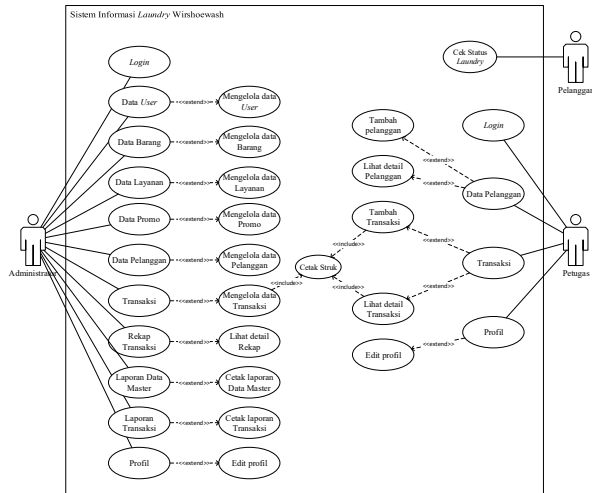 Sistem Informasi Laundry Wirshoewash
Login
Data User
<<extend>>
Mengelola data
User
Data Barang
<<extend>>
Mengelola data
Barang
Data Layanan
<<extend>>
Mengelola data
Layanan
Data Promo
<<extend>>
Mengelola data
Promo
Data Pelanggan
<<extend>>
Mengelola data
Pelanggan
Transaksi
<<extend>>
Mengelola data
Transaksi
Rekap
Transaksi
<<extend>>
Lihat detail
Rekap
Laporan Data
Master
<<extend>>
Cetak laporan
Data Master
Laporan
Transaksi
<<extend>>
Cetak laporan
Transaksi
Profil
<<extend>>
Edit profil
Administrator
<<include>>
Cetak Struk
<<include>>
<<include>>
Cek Status
Laundry
Pelanggan
Tambah
pelanggan
Login
<<extend>>
Lihat detail
Pelanggan
<<extend>>
Data Pelanggan
Tambah
Transaksi
<<extend>>
Transaksi
Petugas
<<extend>>
Lihat detail
Transaksi
Profil
<<extend>>
Edit profil